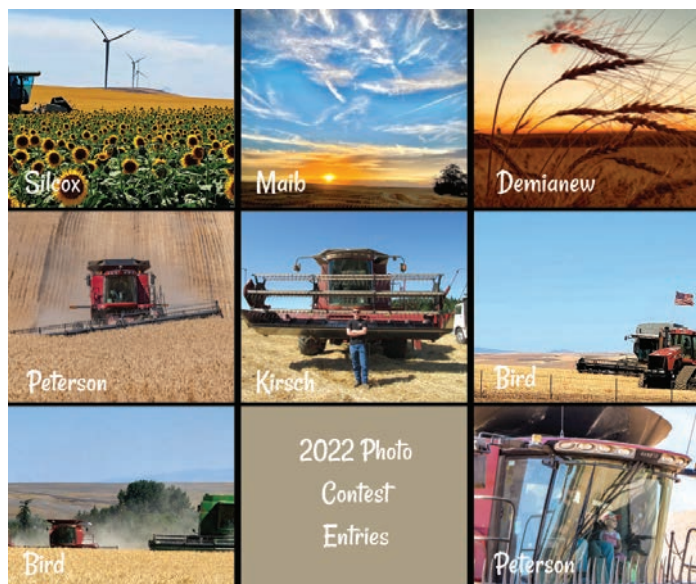 Silcox
Maib
Demianew
Peterson
Kirsch
Bird
Bird
2022 Photo
Contest
Entries
Peterson